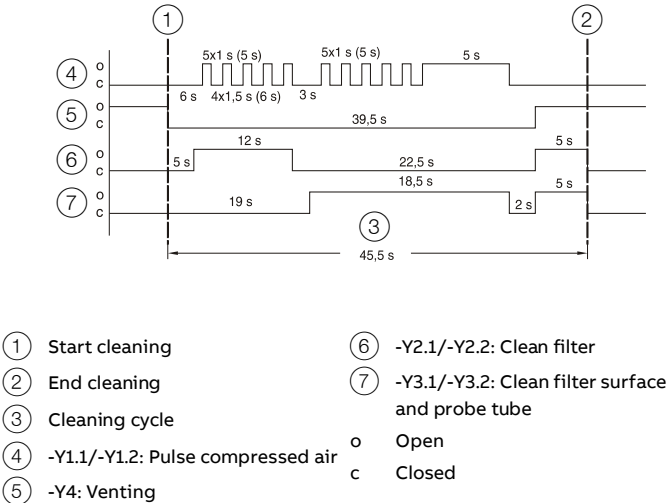 1 2
5x1 s (5 s) 5x1 s (5 s) 5 s
4 o
c
6 s 4x1,5 s (6 s) 3 s
5 o
c
39,5 s
12 s 5 s
6 o
c
5 s 22,5 s
18,5 s 5 s
7 o
c
19 s 2 s
3
45,5 s
1 Start cleaning
2 End cleaning
3 Cleaning cycle
4 -Y1.1/-Y1.2: Pulse compressed air
5 -Y4: Venting
6 -Y2.1/-Y2.2: Clean filter
7 -Y3.1/-Y3.2: Clean filter surface
and probe tube
o Open
c Closed